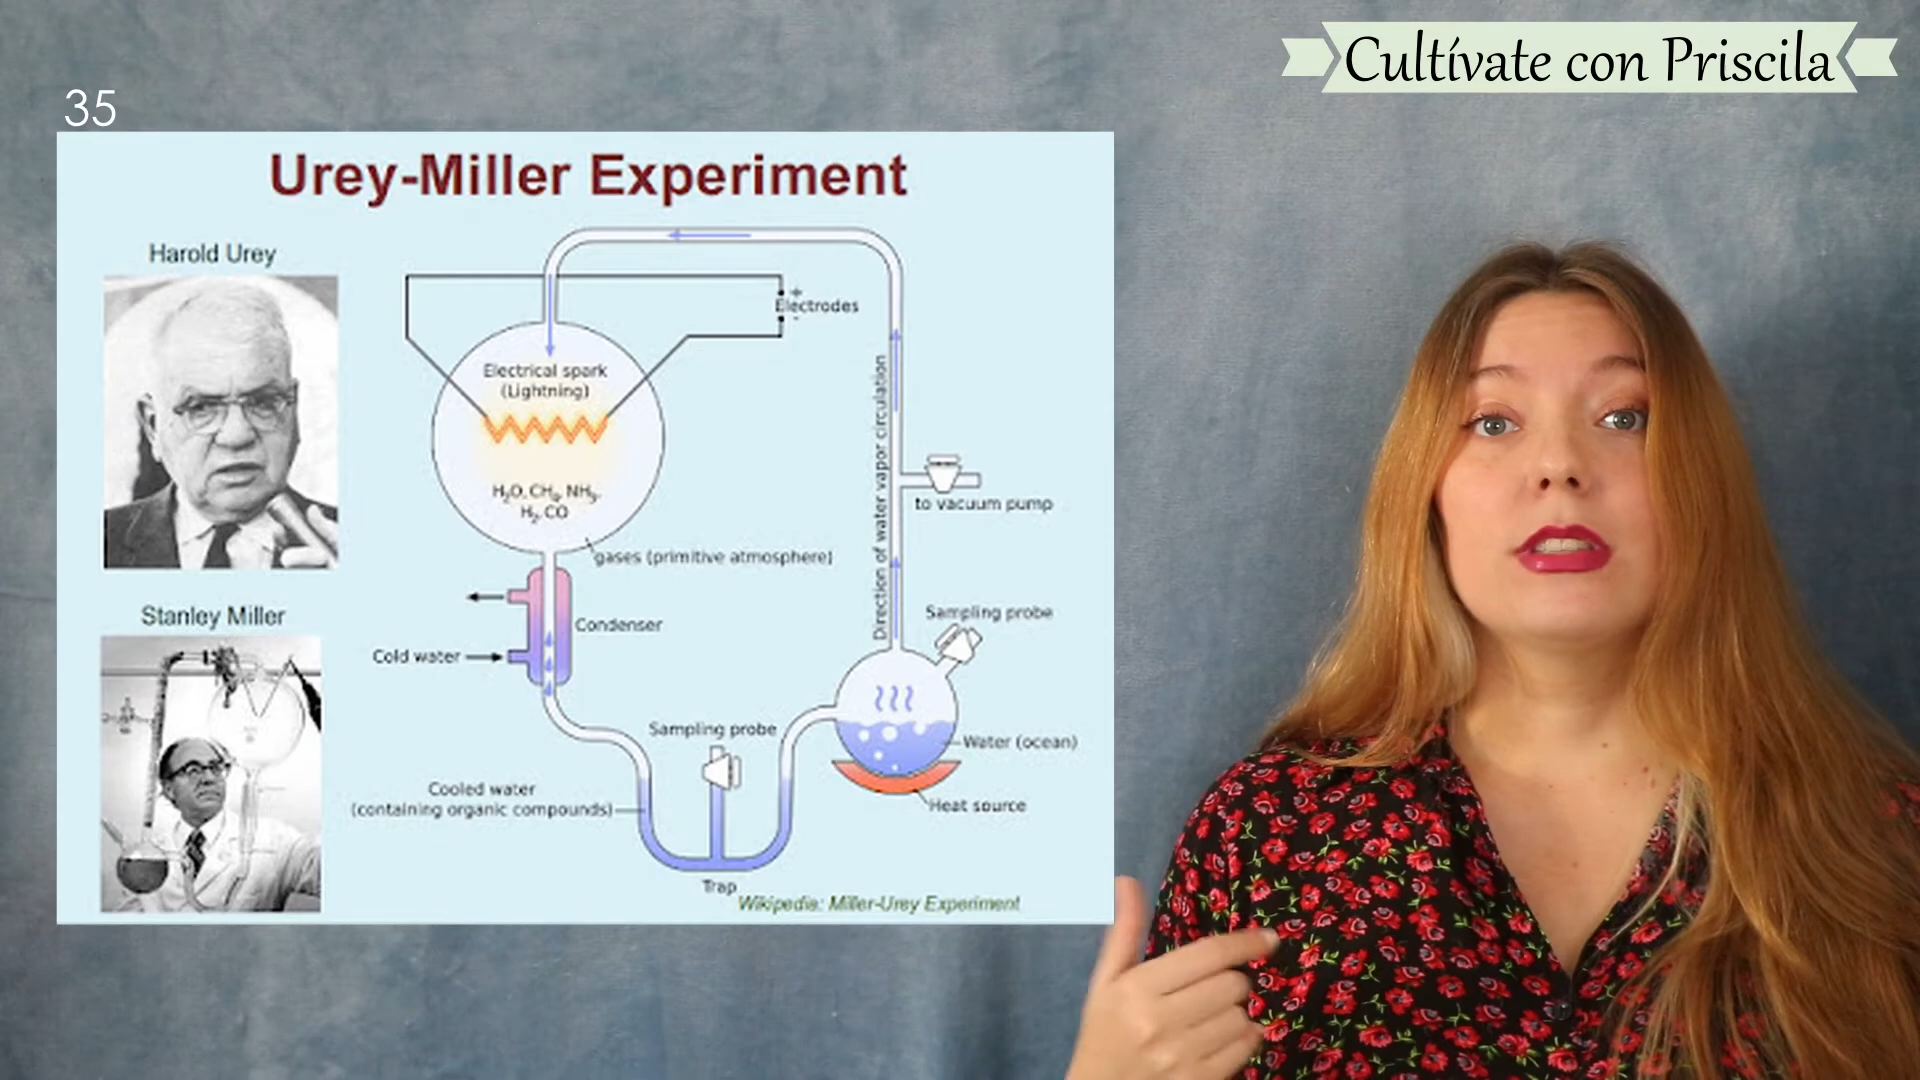 Cultívate con Priscila
35
Urey-Miller Experiment
Harold Urey
Stanley Miller
Electrodes
+
-
Electrical spark
(Lightning)
H₂O, CH₄, NH₃,
H₂, CO
gases (primitive atmosphere)
Direction of water vapor circulation
to vacuum pump
Condenser
Cold water
Sampling probe
Sampling probe
Water (ocean)
Heat source
Cooled water
(containing organic compounds)
Trap
Wikipedia: Miller-Urey Experiment